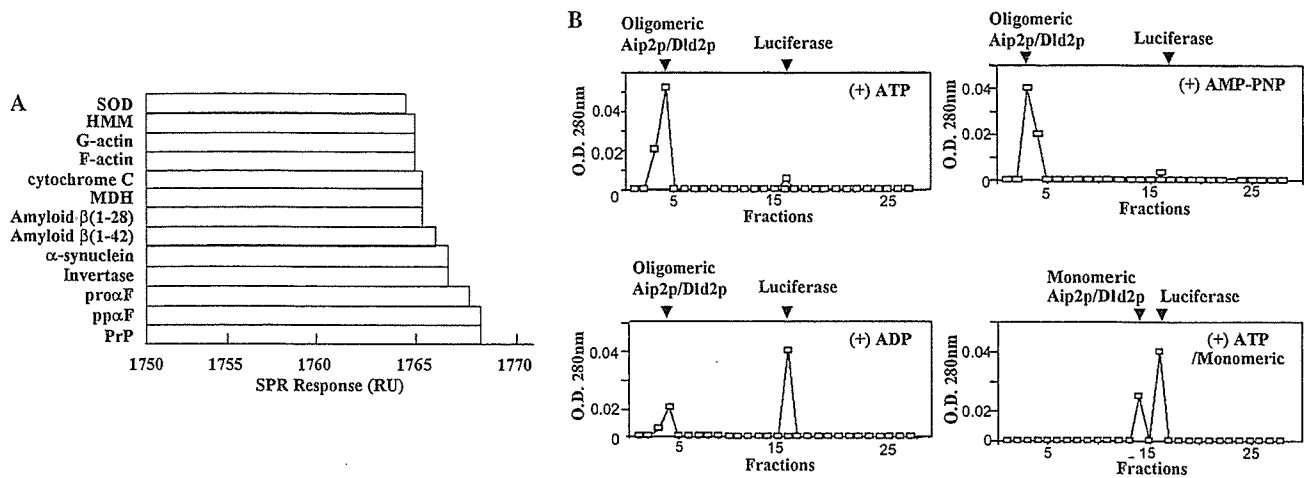 A
SOD
HMM
G-actin
F-actin
cytochrome C
MDH
Amyloid β(1-28)
Amyloid β(1-42)
α-synuclein
Invertase
proαF
ppαF
PrP
1750 1755 1760 1765 1770
SPR Response (RU)
B
Oligomeric
Aip2p/Dld2p
Luciferase
(+) ATP
O.D. 280nm
0.04
0.02
0
5 15 25
Fractions
Oligomeric
Aip2p/Dld2p
Luciferase
(+) AMP-PNP
O.D. 280nm
0.04
0.02
0
5 15 25
Fractions
Oligomeric
Aip2p/Dld2p
Luciferase
(+) ADP
O.D. 280nm
0.04
0.02
0
5 15 25
Fractions
Monomeric
Aip2p/Dld2p
Luciferase
(+) ATP
/Monomeric
O.D. 280nm
0.04
0.02
0
5 15 25
Fractions